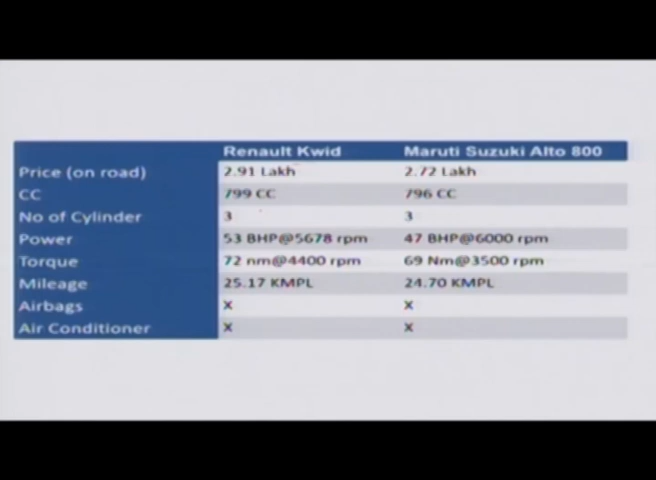 Renault Kwid Maruti Suzuki Alto 800
Price (on road) 2.91 Lakh 2.72 Lakh
CC 799 CC 796 CC
No of Cylinder 3 3
Power 53 BHP@5678 rpm 47 BHP@6000 rpm
Torque 72 nm@4400 rpm 69 Nm@3500 rpm
Mileage 25.17 KMPL 24.70 KMPL
Airbags X X
Air Conditioner X X